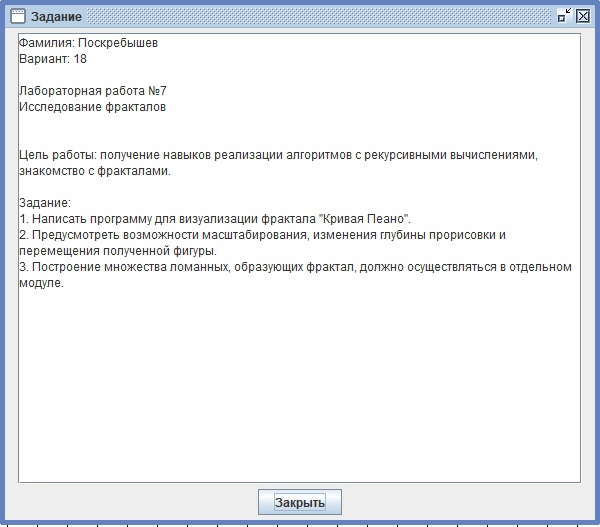 Задание
Фамилия: Поскребышев
Вариант: 18
Лабораторная работа №7
Исследование фракталов
Цель работы: получение навыков реализации алгоритмов с рекурсивными вычислениями,
знакомство с фракталами.
Задание:
1. Написать программу для визуализации фрактала "Кривая Пеано".
2. Предусмотреть возможности масштабирования, изменения глубины прорисовки и
перемещения полученной фигуры.
3. Построение множества ломанных, образующих фрактал, должно осуществляться в отдельном
модуле.
Закрыть